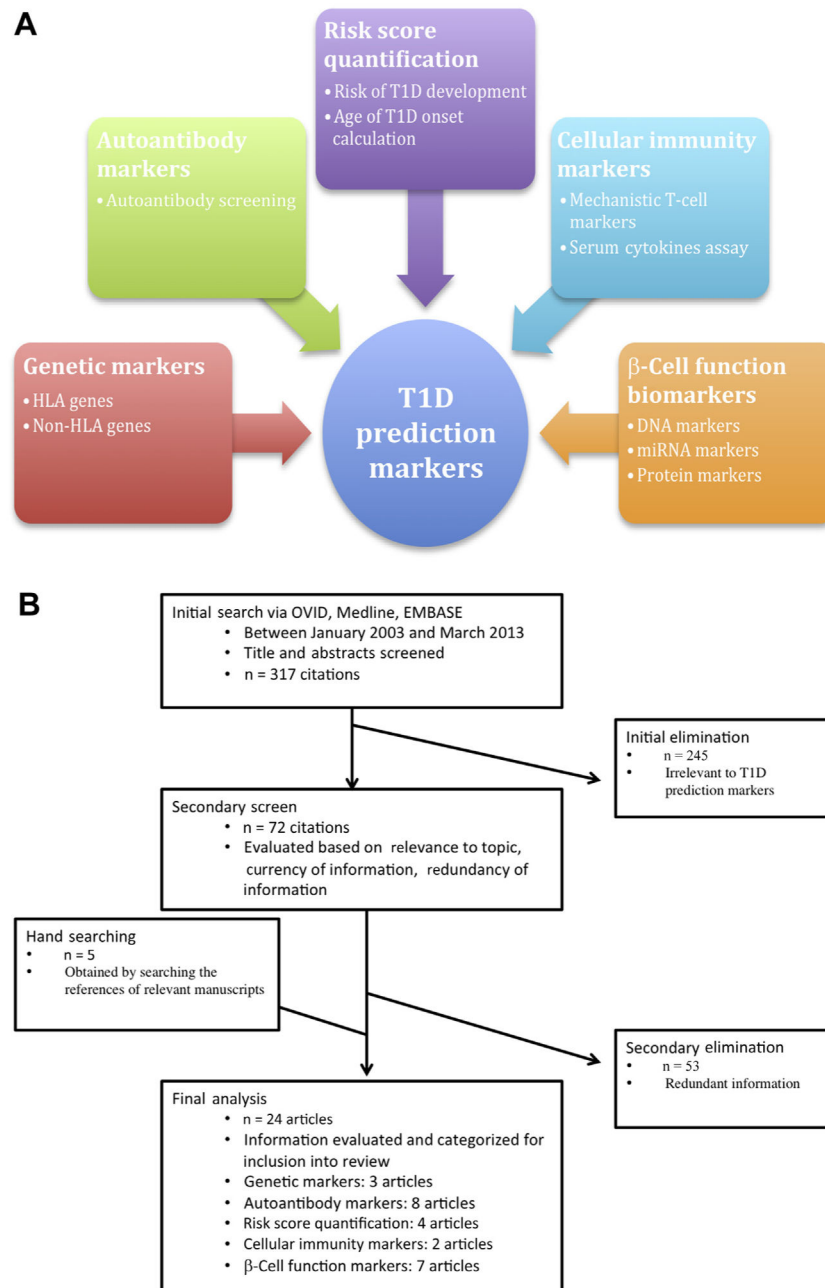 A
Risk score
quantification
• Risk of T1D development
• Age of T1D onset
calculation
Autoantibody
markers
• Autoantibody screening
Cellular immunity
markers
• Mechanistic T-cell
markers
• Serum cytokines assay
Genetic markers
• HLA genes
• Non-HLA genes
T1D
prediction
markers
β-Cell function
biomarkers
• DNA markers
• miRNA markers
• Protein markers
B
Initial search via OVID, Medline, EMBASE
• Between January 2003 and March 2013
• Title and abstracts screened
• n = 317 citations
Initial elimination
• n = 245
• Irrelevant to T1D
prediction markers
Secondary screen
• n = 72 citations
• Evaluated based on relevance to topic,
currency of information, redundancy of
information
Hand searching
• n = 5
• Obtained by searching the
references of relevant manuscripts
Secondary elimination
• n = 53
• Redundant information
Final analysis
• n = 24 articles
• Information evaluated and categorized for
inclusion into review
• Genetic markers: 3 articles
• Autoantibody markers: 8 articles
• Risk score quantification: 4 articles
• Cellular immunity markers: 2 articles
• β-Cell function markers: 7 articles